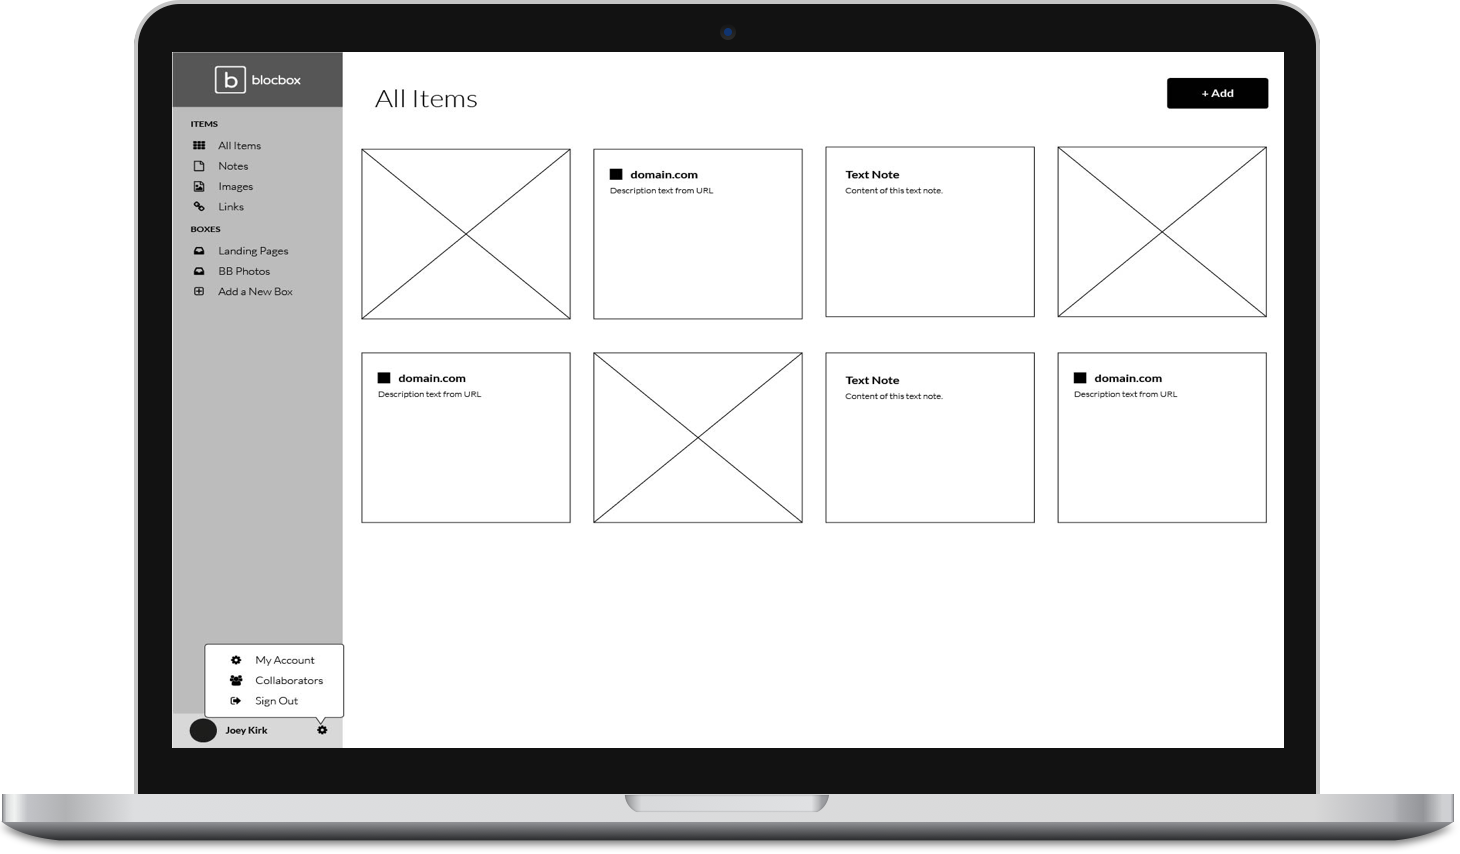 b blocbox
ITEMS
All Items
Notes
Images
Links
BOXES
Landing Pages
BB Photos
Add a New Box
My Account
Collaborators
Sign Out
Joey Kirk
All Items
+ Add
domain.com
Description text from URL
Text Note
Content of this text note.
domain.com
Description text from URL
Text Note
Content of this text note.
domain.com
Description text from URL